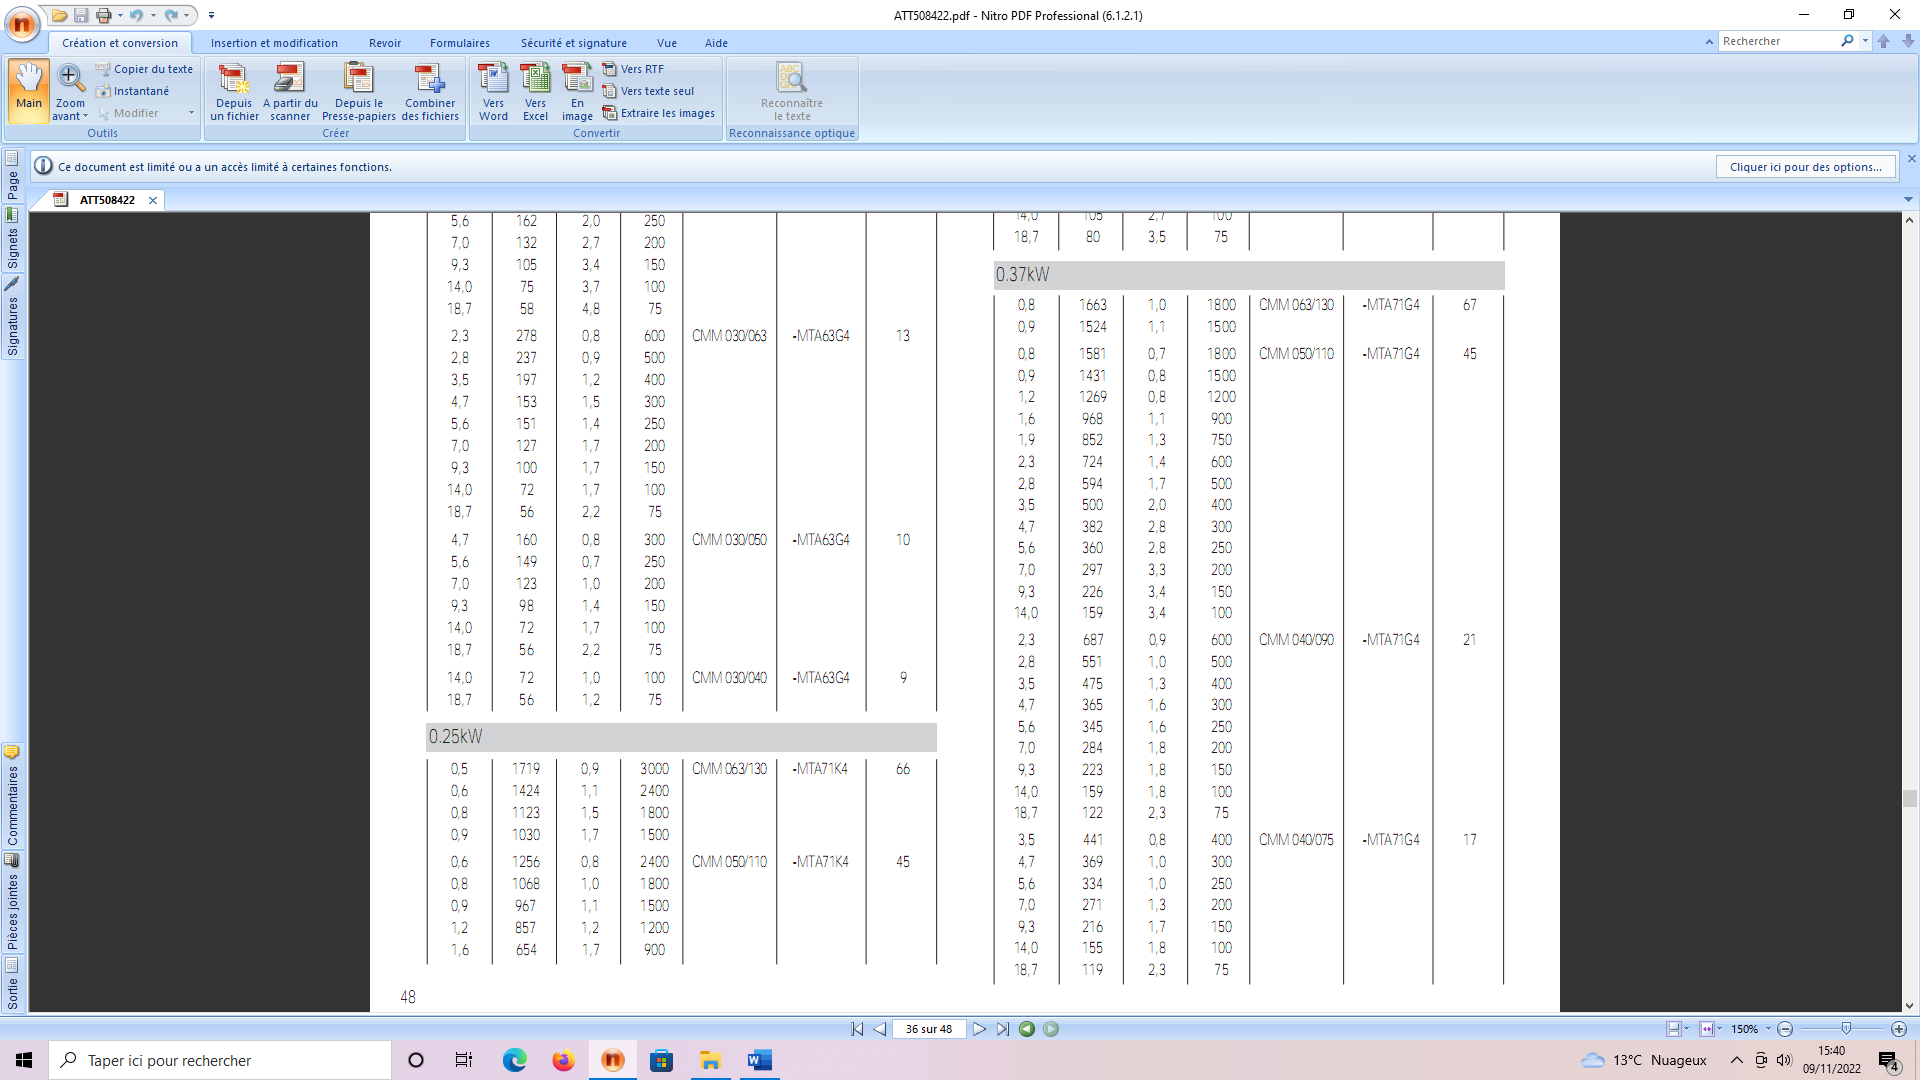 ATT508422.pdf - Nitro PDF Professional (6.1.2.1)
Création et conversion Insertion et modification Revoir Formulaires Sécurité et signature Vue Aide Rechercher
Main
Zoom avant
Copier du texte
Instantané
Modifier
Outils
Depuis un fichier
A partir du scanner
Depuis le Presse-papiers
Combiner des fichiers
Créer
Vers Word
Vers Excel
En image
Vers RTF
Vers texte seul
Extraire les images
Convertir
ABC
Reconnaître le texte
Reconnaissance optique
Ce document est limité ou a un accès limité à certaines fonctions.
Cliquer ici pour des options...
ATT508422
Page
Signets
Signatures
Commentaires
Pièces jointes
Sortie
5,6 162 2,0 250
7,0 132 2,7 200
9,3 105 3,4 150
14,0 75 3,7 100
18,7 58 4,8 75
2,3 278 0,8 600 CMM 030/063 -MTA63G4 13
2,8 237 0,9 500
3,5 197 1,2 400
4,7 153 1,5 300
5,6 151 1,4 250
7,0 127 1,7 200
9,3 100 1,7 150
14,0 72 1,7 100
18,7 56 2,2 75
4,7 160 0,8 300 CMM 030/050 -MTA63G4 10
5,6 149 0,7 250
7,0 123 1,0 200
9,3 98 1,4 150
14,0 72 1,7 100
18,7 56 2,2 75
14,0 72 1,0 100 CMM 030/040 -MTA63G4 9
18,7 56 1,2 75
0.25kW
0,5 1719 0,9 3000 CMM 063/130 -MTA71K4 66
0,6 1424 1,1 2400
0,8 1123 1,5 1800
0,9 1030 1,7 1500
0,6 1256 0,8 2400 CMM 050/110 -MTA71K4 45
0,8 1068 1,0 1800
0,9 967 1,1 1500
1,2 857 1,2 1200
1,6 654 1,7 900
48
14,0 105 2,7 100
18,7 80 3,5 75
0.37kW
0,8 1663 1,0 1800 CMM 063/130 -MTA71G4 67
0,9 1524 1,1 1500
0,8 1581 0,7 1800 CMM 050/110 -MTA71G4 45
0,9 1431 0,8 1500
1,2 1269 0,8 1200
1,6 968 1,1 900
1,9 852 1,3 750
2,3 724 1,4 600
2,8 594 1,7 500
3,5 500 2,0 400
4,7 382 2,8 300
5,6 360 2,8 250
7,0 297 3,3 200
9,3 226 3,4 150
14,0 159 3,4 100
2,3 687 0,9 600 CMM 040/090 -MTA71G4 21
2,8 551 1,0 500
3,5 475 1,3 400
4,7 365 1,6 300
5,6 345 1,6 250
7,0 284 1,8 200
9,3 223 1,8 150
14,0 159 1,8 100
18,7 122 2,3 75
3,5 441 0,8 400 CMM 040/075 -MTA71G4 17
4,7 369 1,0 300
5,6 334 1,0 250
7,0 271 1,3 200
9,3 216 1,7 150
14,0 155 1,8 100
18,7 119 2,3 75
36 sur 48
150%
Taper ici pour rechercher
13°C Nuageux
15:40
09/11/2022
4